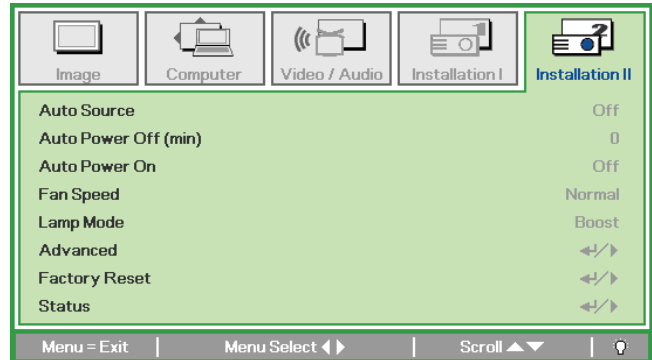 Image Computer Video / Audio Installation I Installation II
Auto Source Off
Auto Power Off (min) 0
Auto Power On Off
Fan Speed Normal
Lamp Mode Boost
Advanced
Factory Reset
Status
Menu = Exit Menu Select Scroll